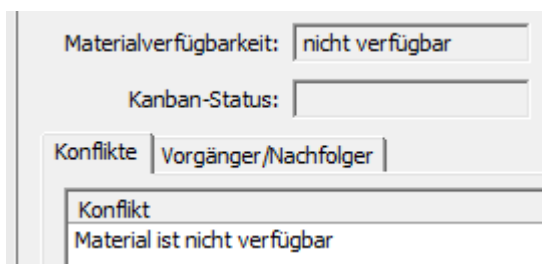 Materialverfügbarkeit: nicht verfügbar
Kanban-Status:
Konflikte Vorgänger/Nachfolger
Konflikt
Material ist nicht verfügbar